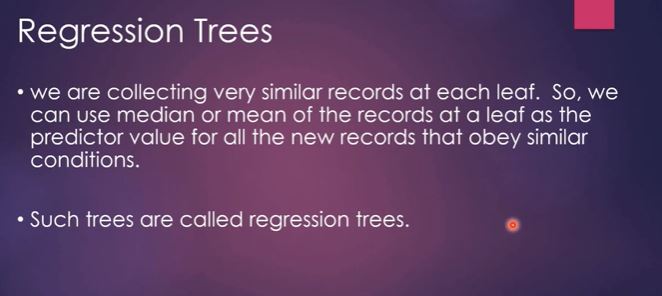 Regression Trees
• we are collecting very similar records at each leaf. So, we
can use median or mean of the records at a leaf as the
predictor value for all the new records that obey similar
conditions.
• Such trees are called regression trees.